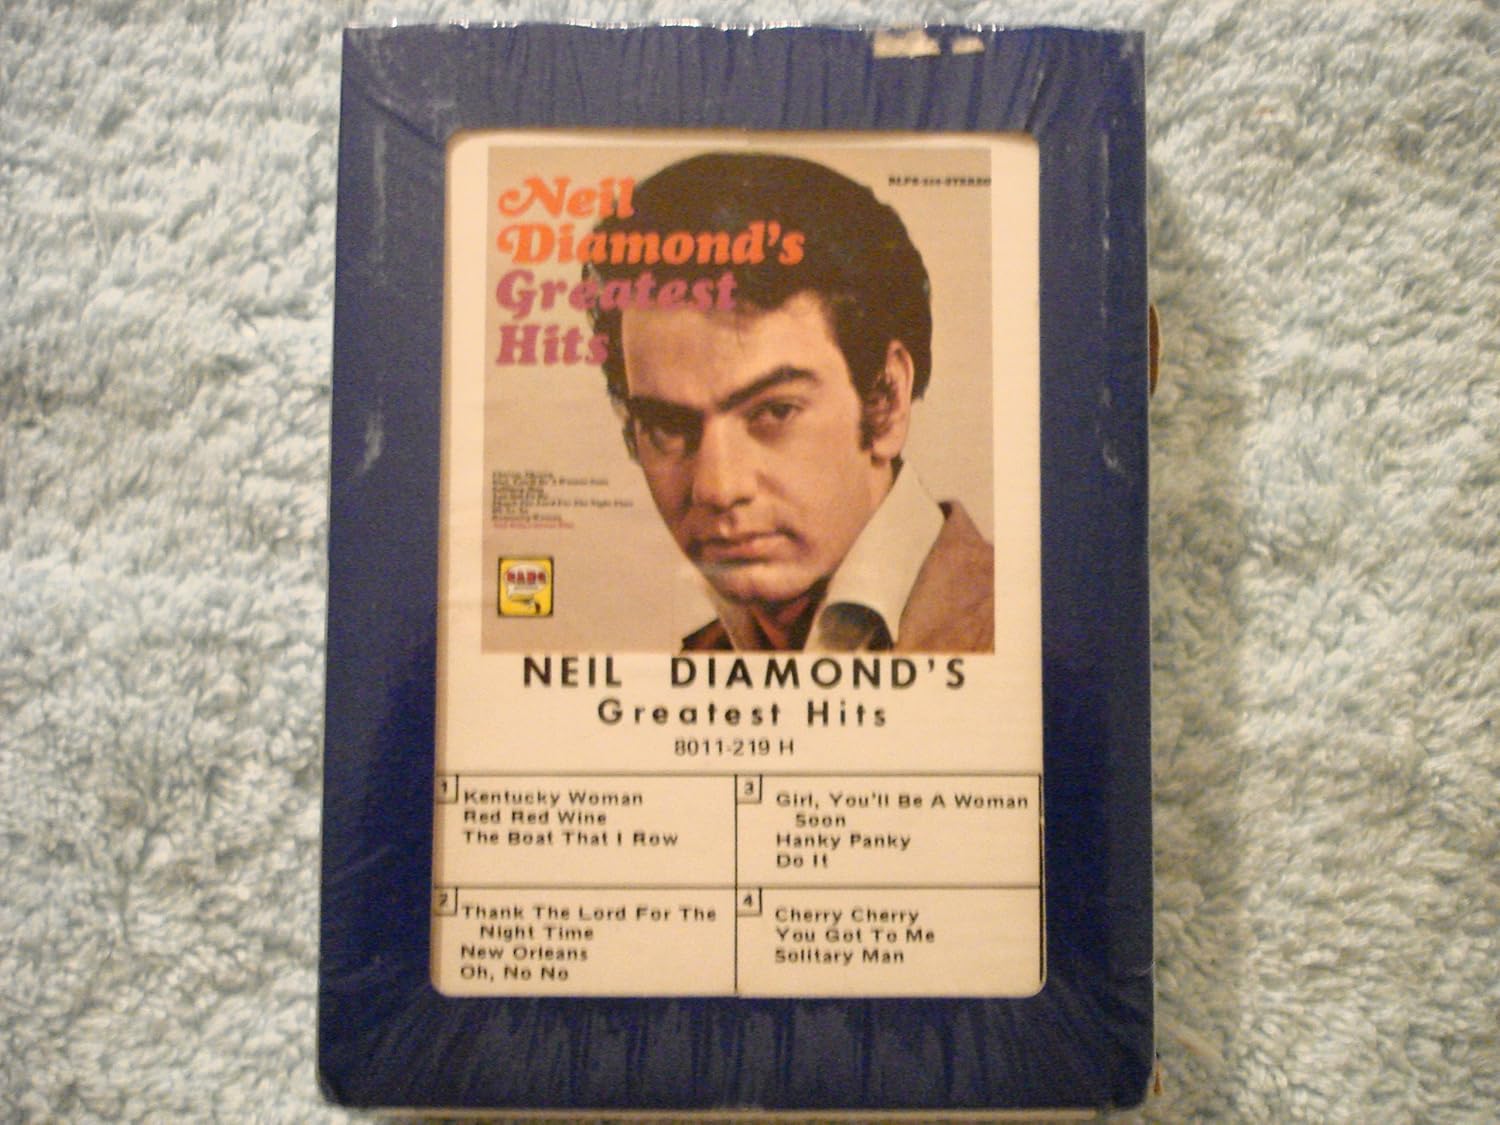 Neil
Diamond's
Greatest
Hits
NEIL DIAMOND'S
Greatest Hits
8011-219 H
1
Kentucky Woman
Red Red Wine
The Boat That I Row
2
Thank The Lord For The
Night Time
New Orleans
Oh, No No
3
Girl, You'll Be A Woman
Soon
Hanky Panky
Do It
4
Cherry Cherry
You Got To Me
Solitary Man